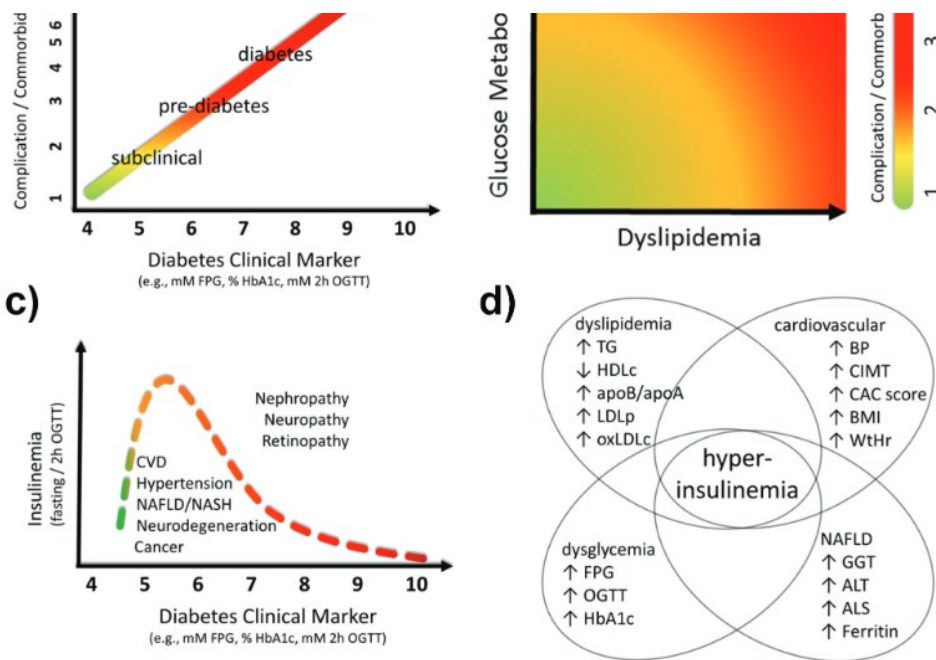 Complication / Commorbid
6
5
4
3
2
1
diabetes
pre-diabetes
subclinical
4 5 6 7 8 9 10
Diabetes Clinical Marker
(e.g., mM FPG, % HbA1c, mM 2h OGTT)
Glucose Metabo
Dyslipidemia
Complication / Commorb
3
2
1
c)
Insulinemia
(fasting / 2h OGTT)
Nephropathy
Neuropathy
Retinopathy
CVD
Hypertension
NAFLD/NASH
Neurodegeneration
Cancer
4 5 6 7 8 9 10
Diabetes Clinical Marker
(e.g., mM FPG, % HbA1c, mM 2h OGTT)
d)
dyslipidemia
↑ TG
↓ HDLc
↑ apoB/apoA
↑ LDLp
↑ oxLDLc
cardiovascular
↑ BP
↑ CIMT
↑ CAC score
↑ BMI
↑ WtHr
hyper-
insulinemia
dysglycemia
↑ FPG
↑ OGTT
↑ HbA1c
NAFLD
↑ GGT
↑ ALT
↑ ALS
↑ Ferritin